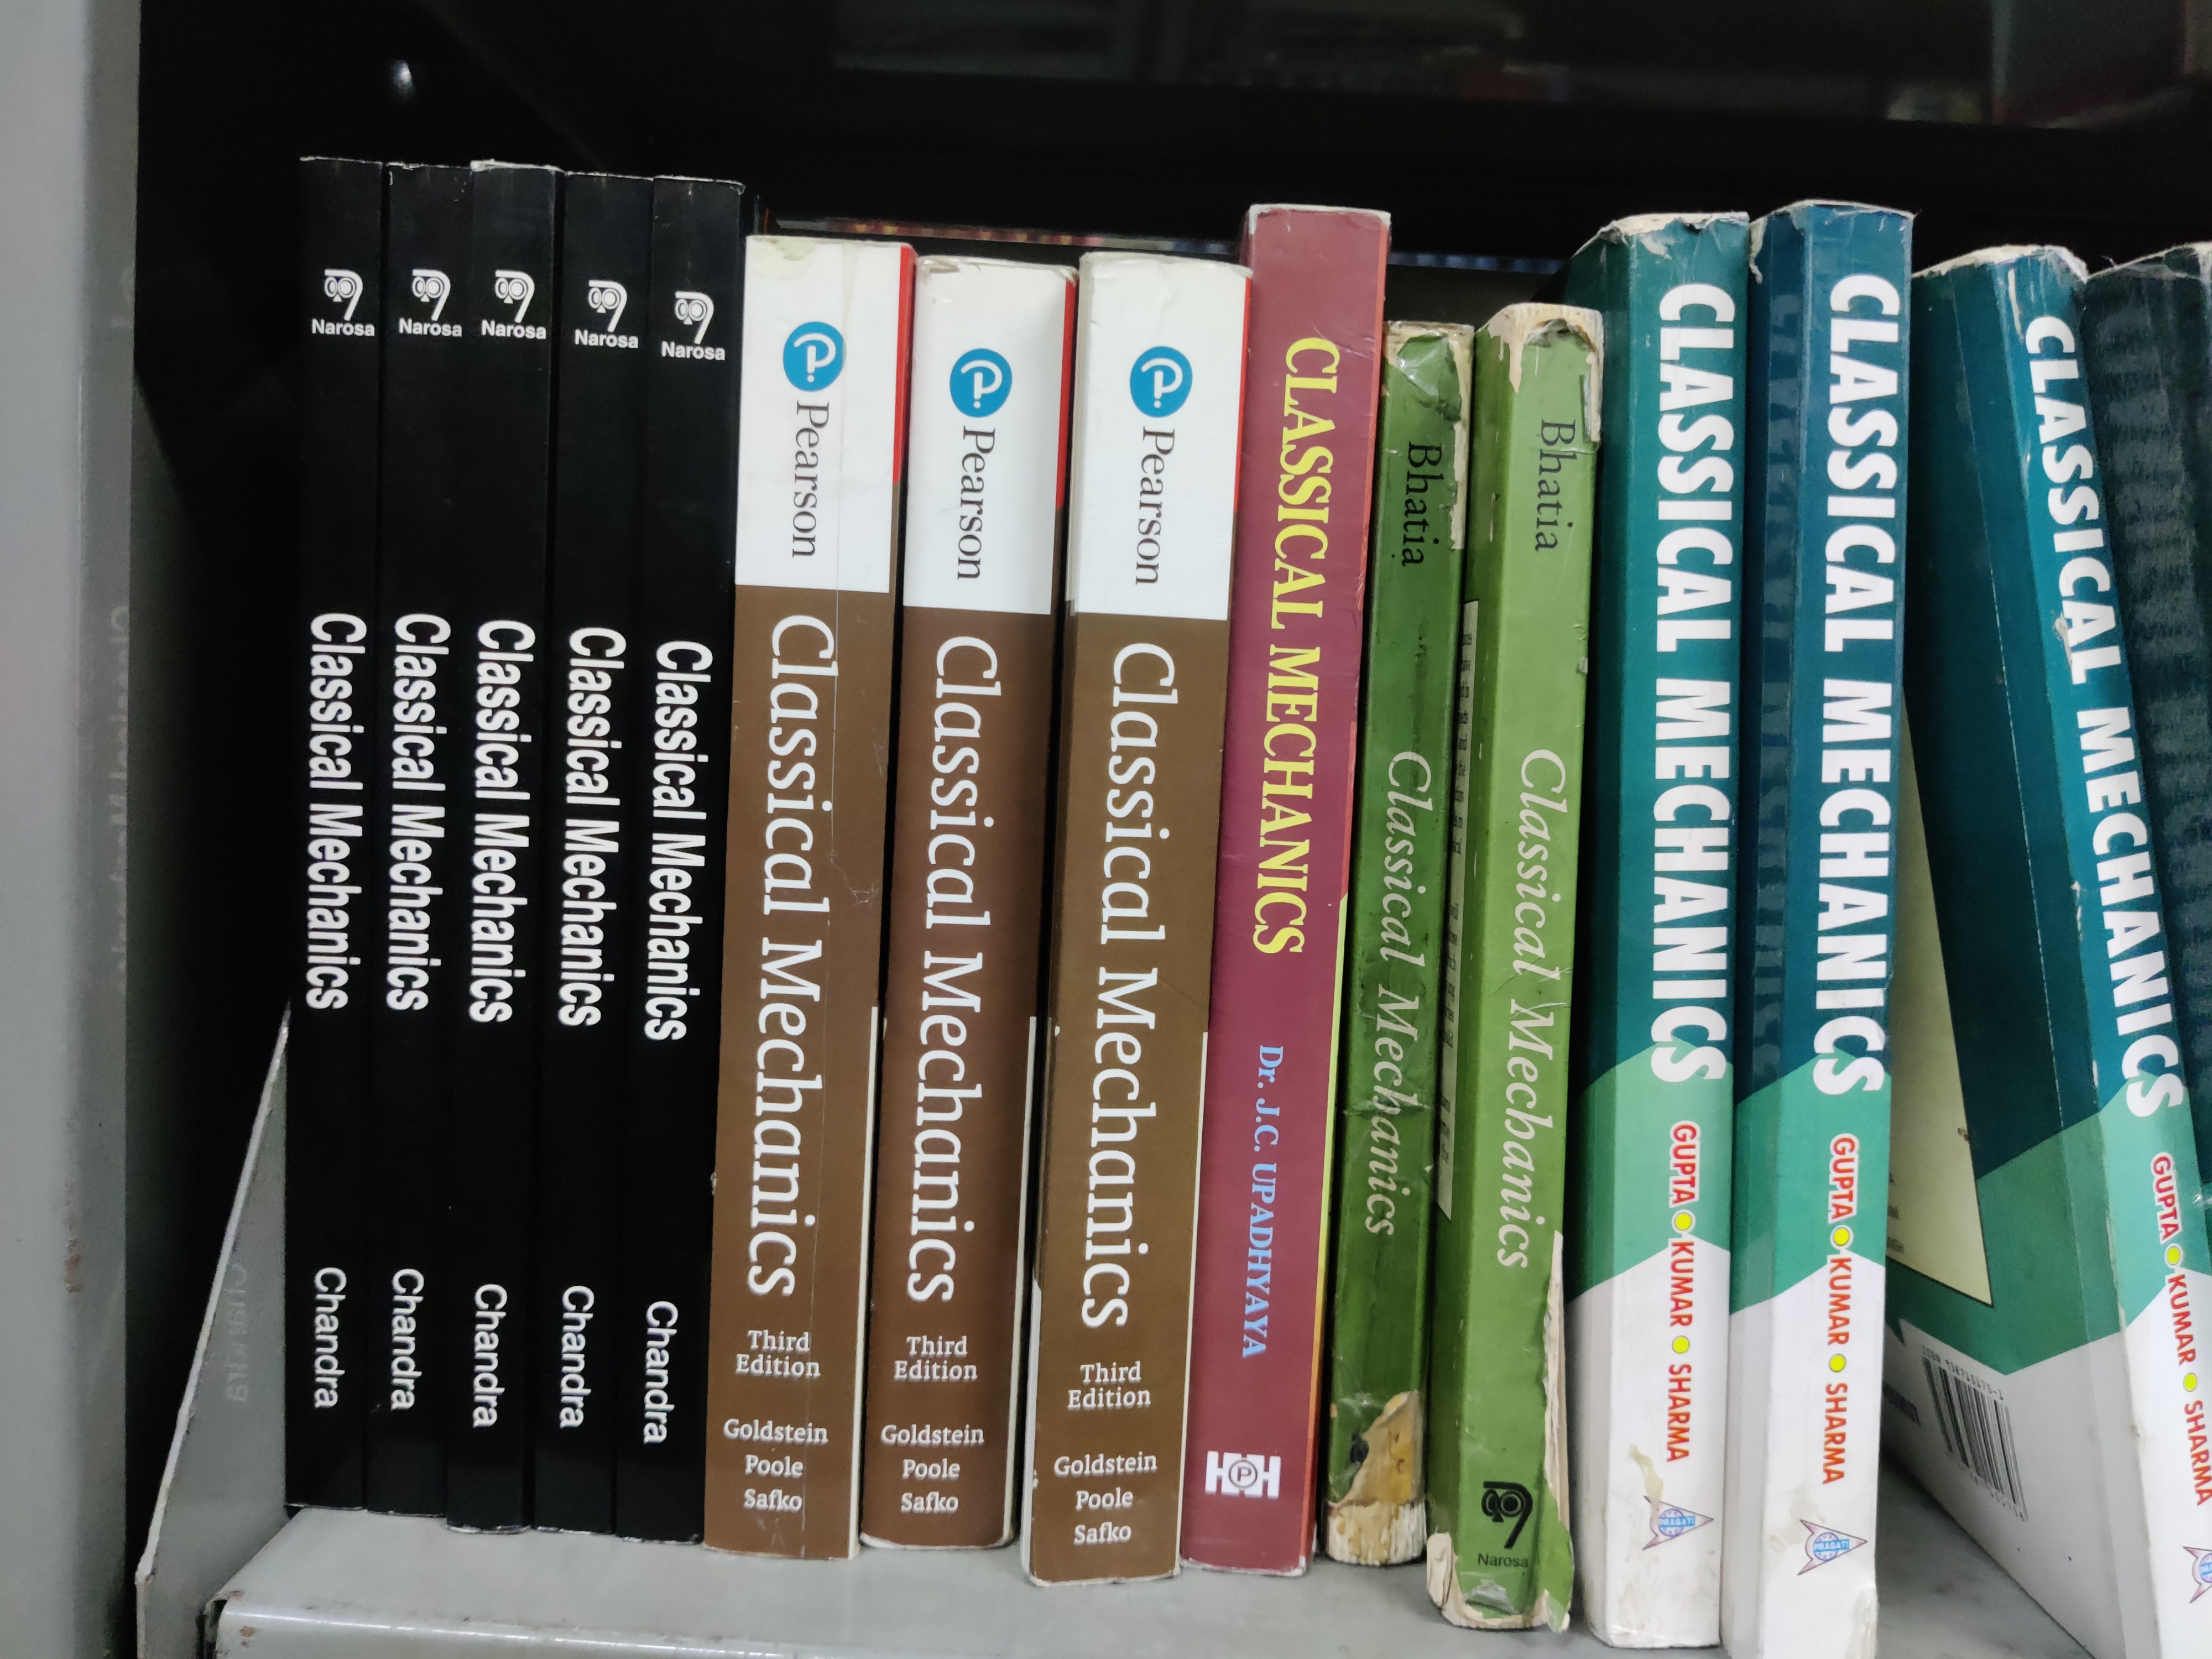 Narosa
Classical Mechanics
Chandra
Narosa
Classical Mechanics
Chandra
Narosa
Classical Mechanics
Chandra
Narosa
Classical Mechanics
Chandra
Narosa
Classical Mechanics
Chandra
Pearson
Classical Mechanics
Third
Edition
Goldstein
Poole
Safko
Pearson
Classical Mechanics
Third
Edition
Goldstein
Poole
Safko
Pearson
Classical Mechanics
Third
Edition
Goldstein
Poole
Safko
CLASSICAL MECHANICS
Dr. J.C. UPADHYAYA
HPH
Bhatia
Classical Mechanics
Bhatia
Classical Mechanics
Narosa
CLASSICAL MECHANICS
GUPTA • KUMAR • SHARMA
PRAGATI
CLASSICAL MECHANICS
GUPTA • KUMAR • SHARMA
PRAGATI
CLASSICAL MECHANICS
GUPTA • KUMAR • SHARMA